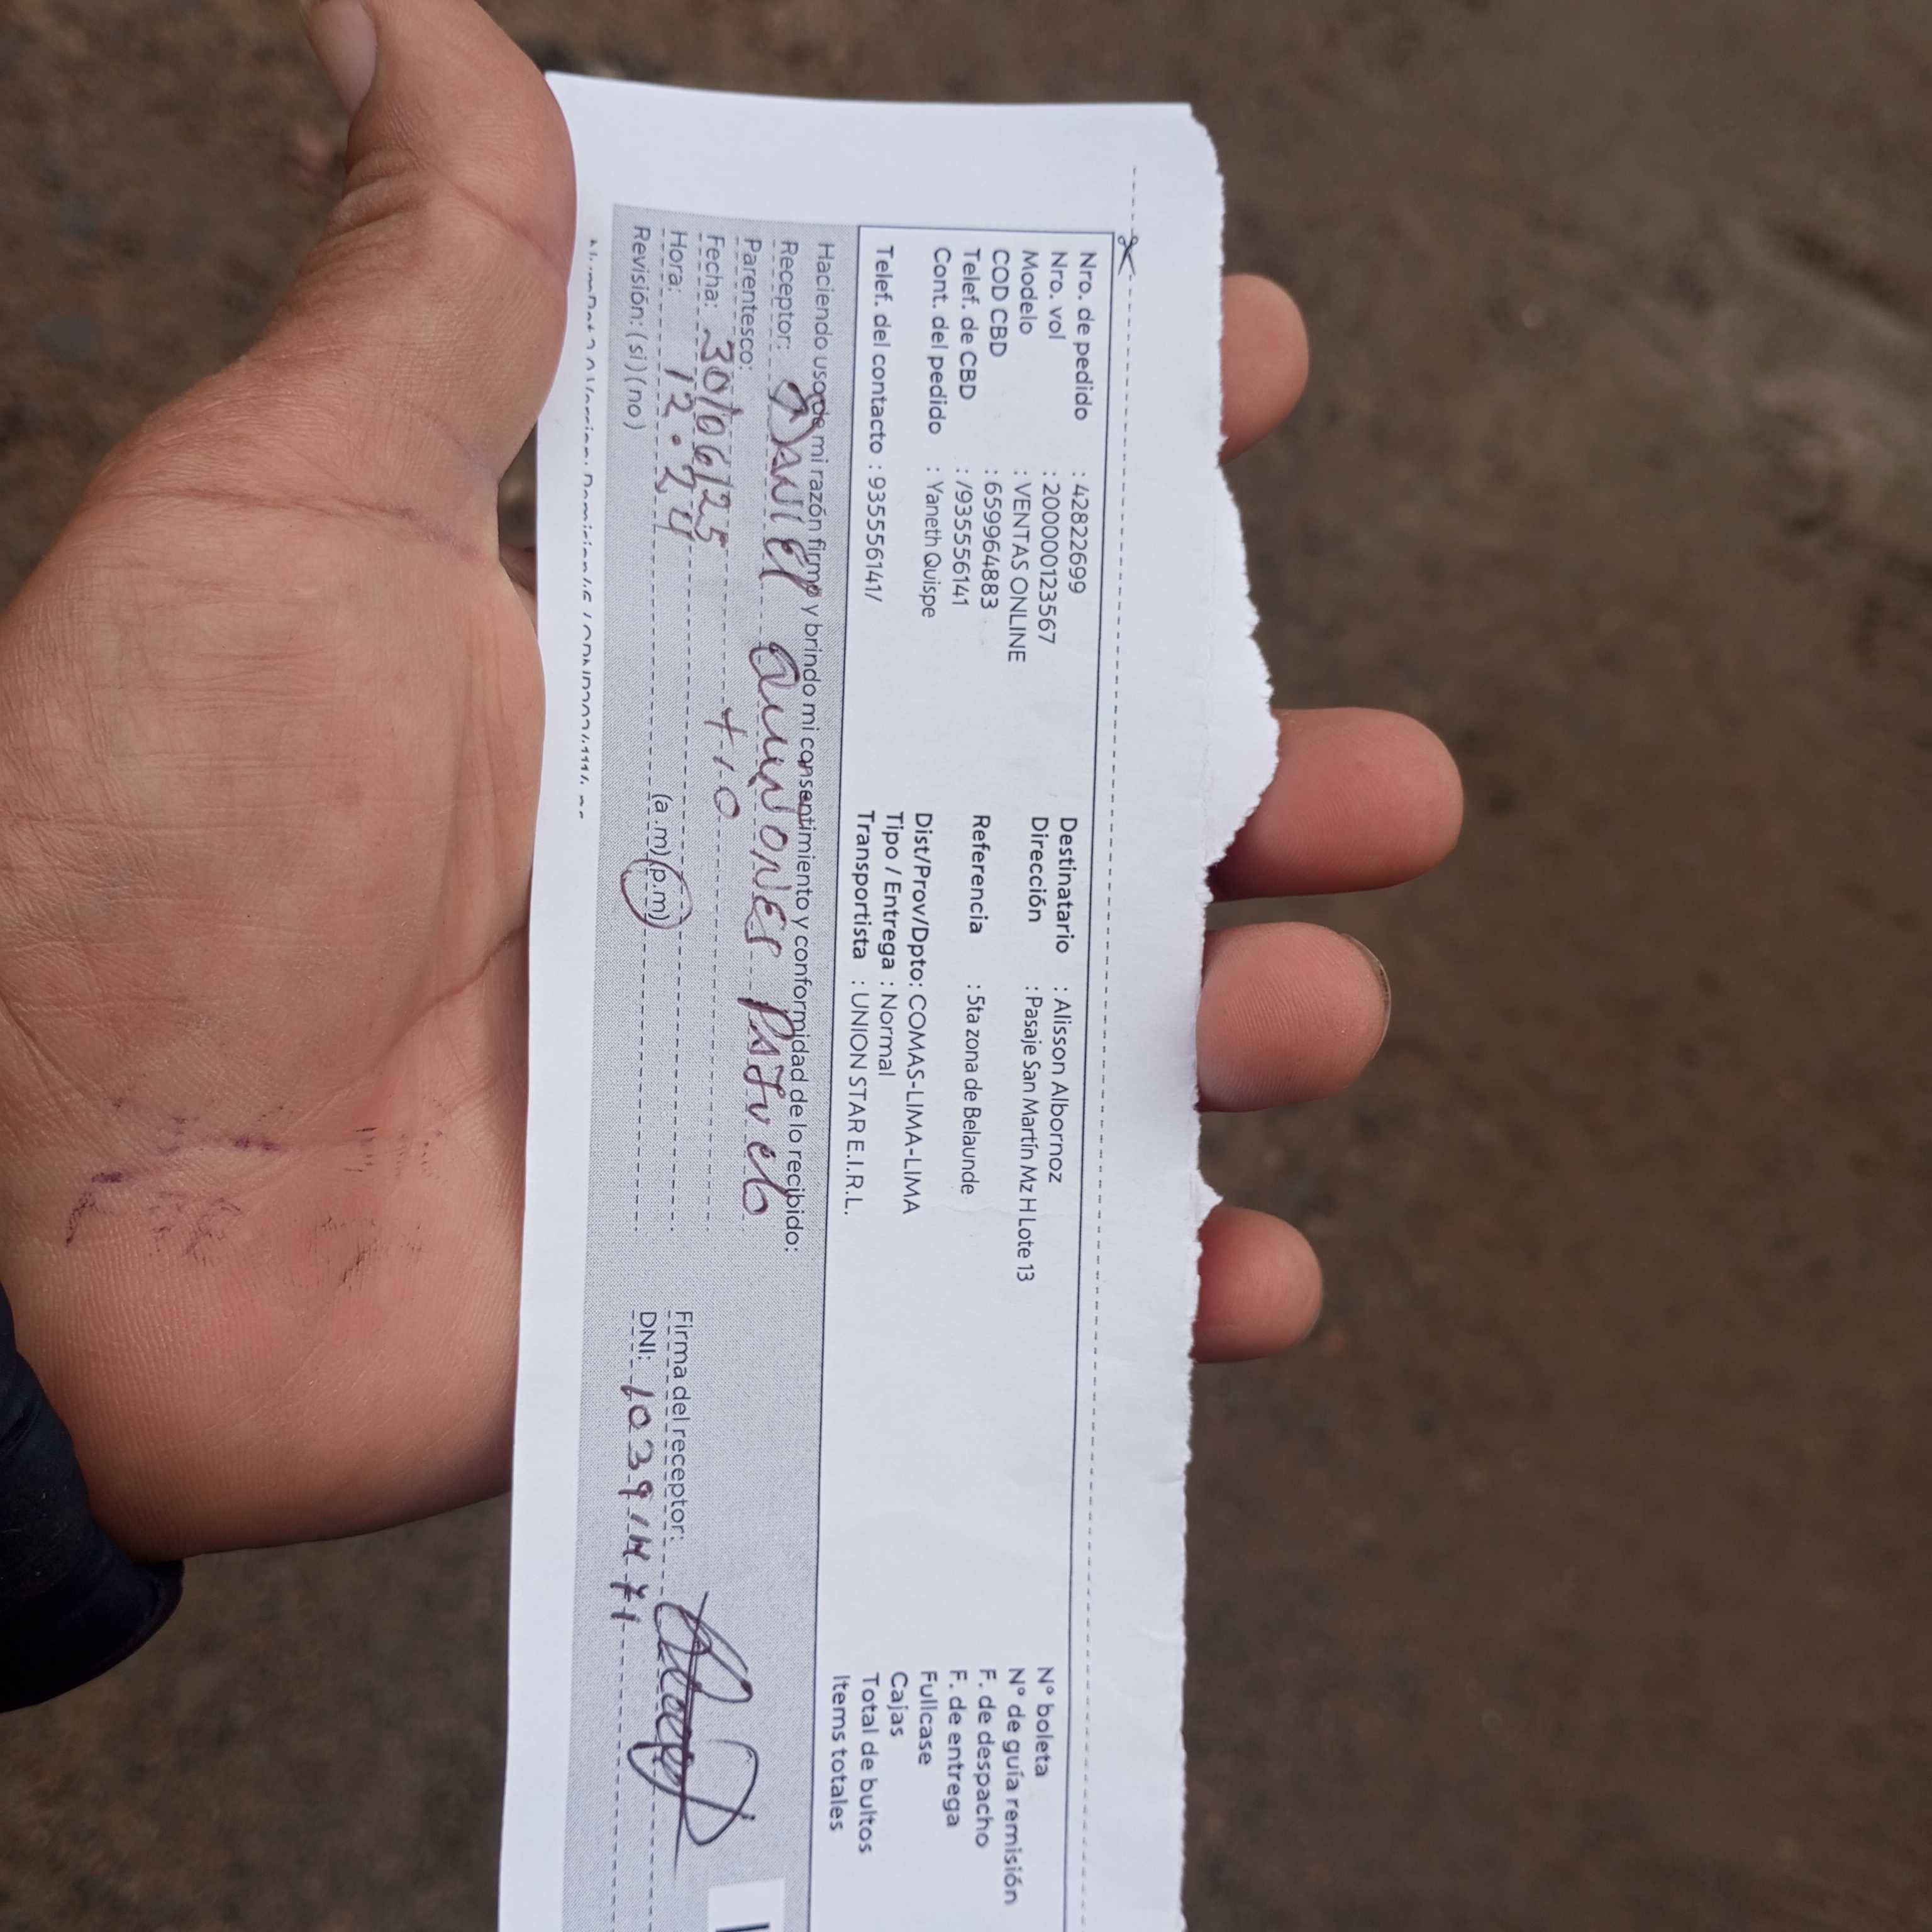 Nro. de pedido : 42822699
Nro. vol : 200000123567
Modelo : VENTAS ONLINE
COD CBD : 659964883
Telef. de CBD : /935556141
Cont. del pedido : Yaneth Quispe
Telef. del contacto : 935556141/
Destinatario : Alisson Albornoz
Dirección : Pasaje San Martín Mz H Lote 13
Referencia : 5ta zona de Belaunde
Dist/Prov/Dpto: COMAS-LIMA-LIMA
Tipo / Entrega : Normal
Transportista : UNION STAR E.I.R.L.
N° boleta
N° de guía remisión
F. de despacho
F. de entrega
Fullcase
Cajas
Total de bultos
Items totales
Haciendo uso de mi razón firmo y brindo mi consentimiento y conformidad de lo recibido:
Receptor: DANIEL QUIÑONES
Parentesco: tio
Fecha: 30/06/25
Hora: 12.24 (a.m) (p.m)
Revisión: (si) (no)
Firma del receptor:
DNI: 10391471